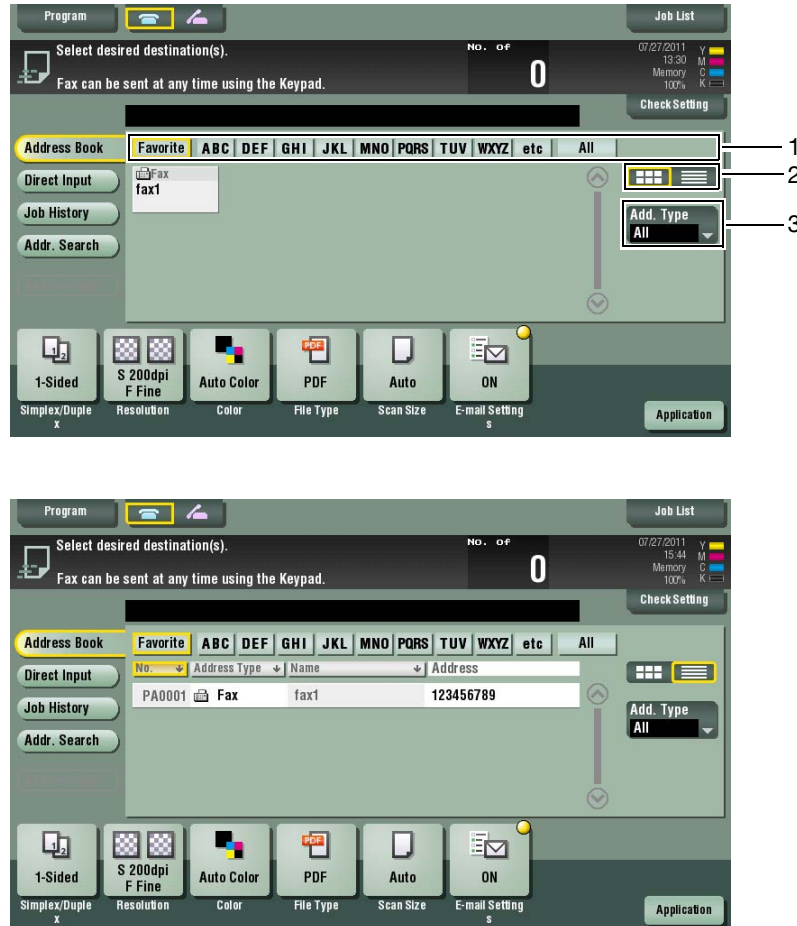 Program
Job List
Select desired destination(s).
No. of
0
07/27/2011
13:30
Memory
100%
Y
M
C
K
Fax can be sent at any time using the Keypad.
Check Setting
Address Book
Favorite ABC DEF GHI JKL MNO PQRS TUV WXYZ etc All
1
Direct Input
Fax
fax1
2
Job History
Add. Type
All
3
Addr. Search
1-Sided
S 200dpi
F Fine
Auto Color
PDF
Auto
ON
Simplex/Duple
x
Resolution
Color
File Type
Scan Size
E-mail Setting
s
Application
Program
Job List
Select desired destination(s).
No. of
0
07/27/2011
15:44
Memory
100%
Y
M
C
K
Fax can be sent at any time using the Keypad.
Check Setting
Address Book
Favorite ABC DEF GHI JKL MNO PQRS TUV WXYZ etc All
No. Address Type Name Address
Direct Input
PA0001 Fax fax1 123456789
Job History
Add. Type
All
Addr. Search
1-Sided
S 200dpi
F Fine
Auto Color
PDF
Auto
ON
Simplex/Duple
x
Resolution
Color
File Type
Scan Size
E-mail Setting
s
Application